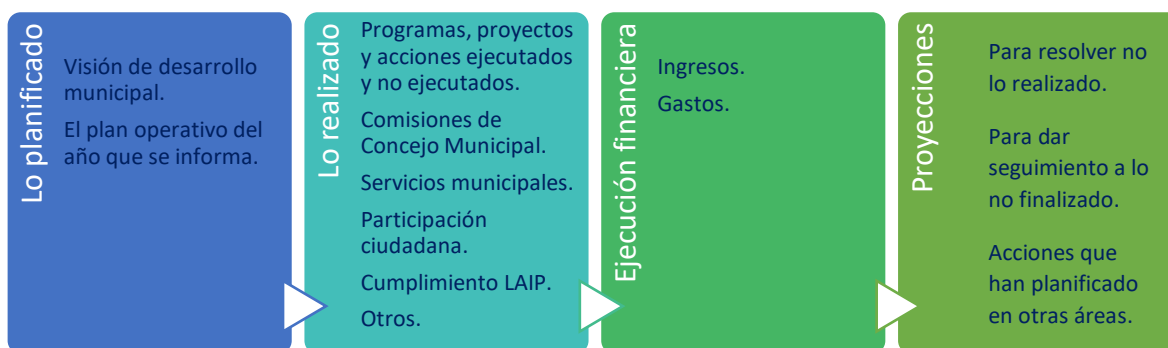 Lo planificado
Visión de desarrollo
municipal.
El plan operativo del
año que se informa.
Lo realizado
Programas, proyectos
y acciones ejecutados
y no ejecutados.
Comisiones de
Concejo Municipal.
Servicios municipales.
Participación
ciudadana.
Cumplimiento LAIP.
Otros.
Ejecución financiera
Ingresos.
Gastos.
Proyecciones
Para resolver no
lo realizado.
Para dar
seguimiento a lo
no finalizado.
Acciones que
han planificado
en otras áreas.